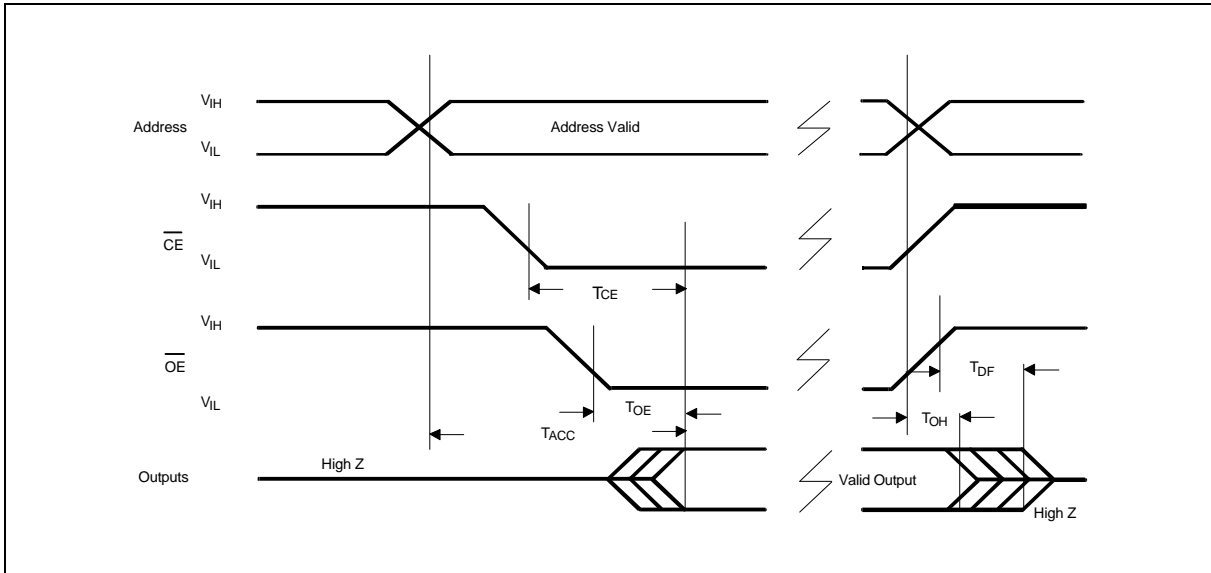 VIH
Address
Address Valid
VIL
VIH
CE
VIL
TCE
VIH
OE
TDF
VIL
TOE
TOH
TACC
High Z
Outputs
Valid Output
High Z